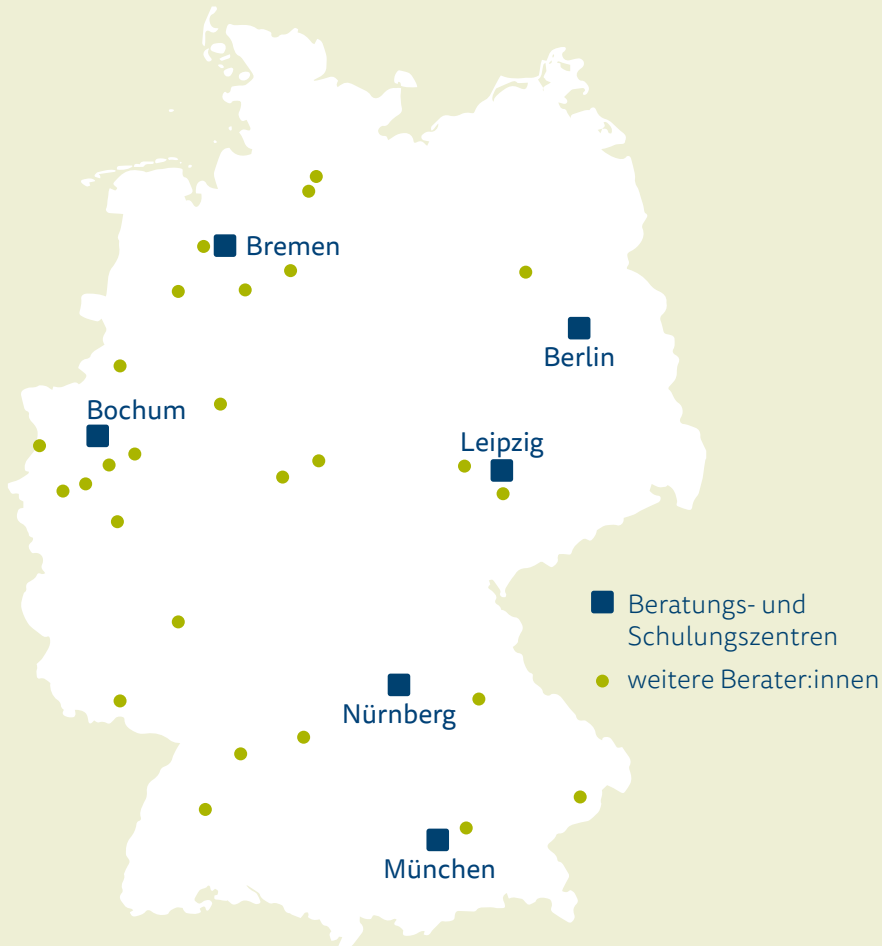 Bremen
Berlin
Bochum
Leipzig
Beratungs- und
Schulungszentren
weitere Berater:innen
Nürnberg
München